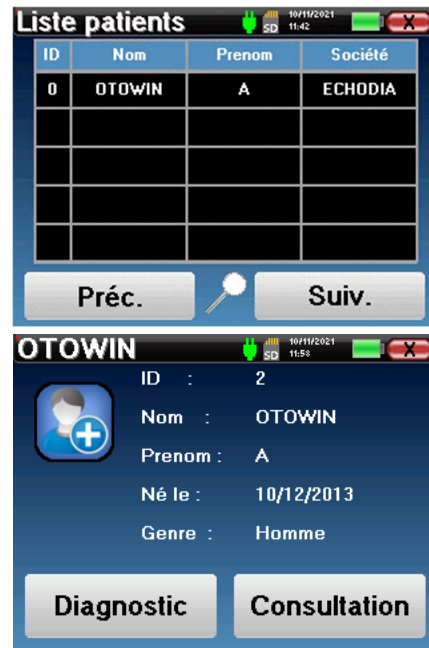 Liste patients SD 10/11/2021 11:42 X
ID Nom Prenom Société
0 OTOWIN A ECHODIA
Préc. Suiv.
OTOWIN SD 10/11/2021 11:58 X
ID : 2
Nom : OTOWIN
Prenom : A
Né le : 10/12/2013
Genre : Homme
Diagnostic Consultation